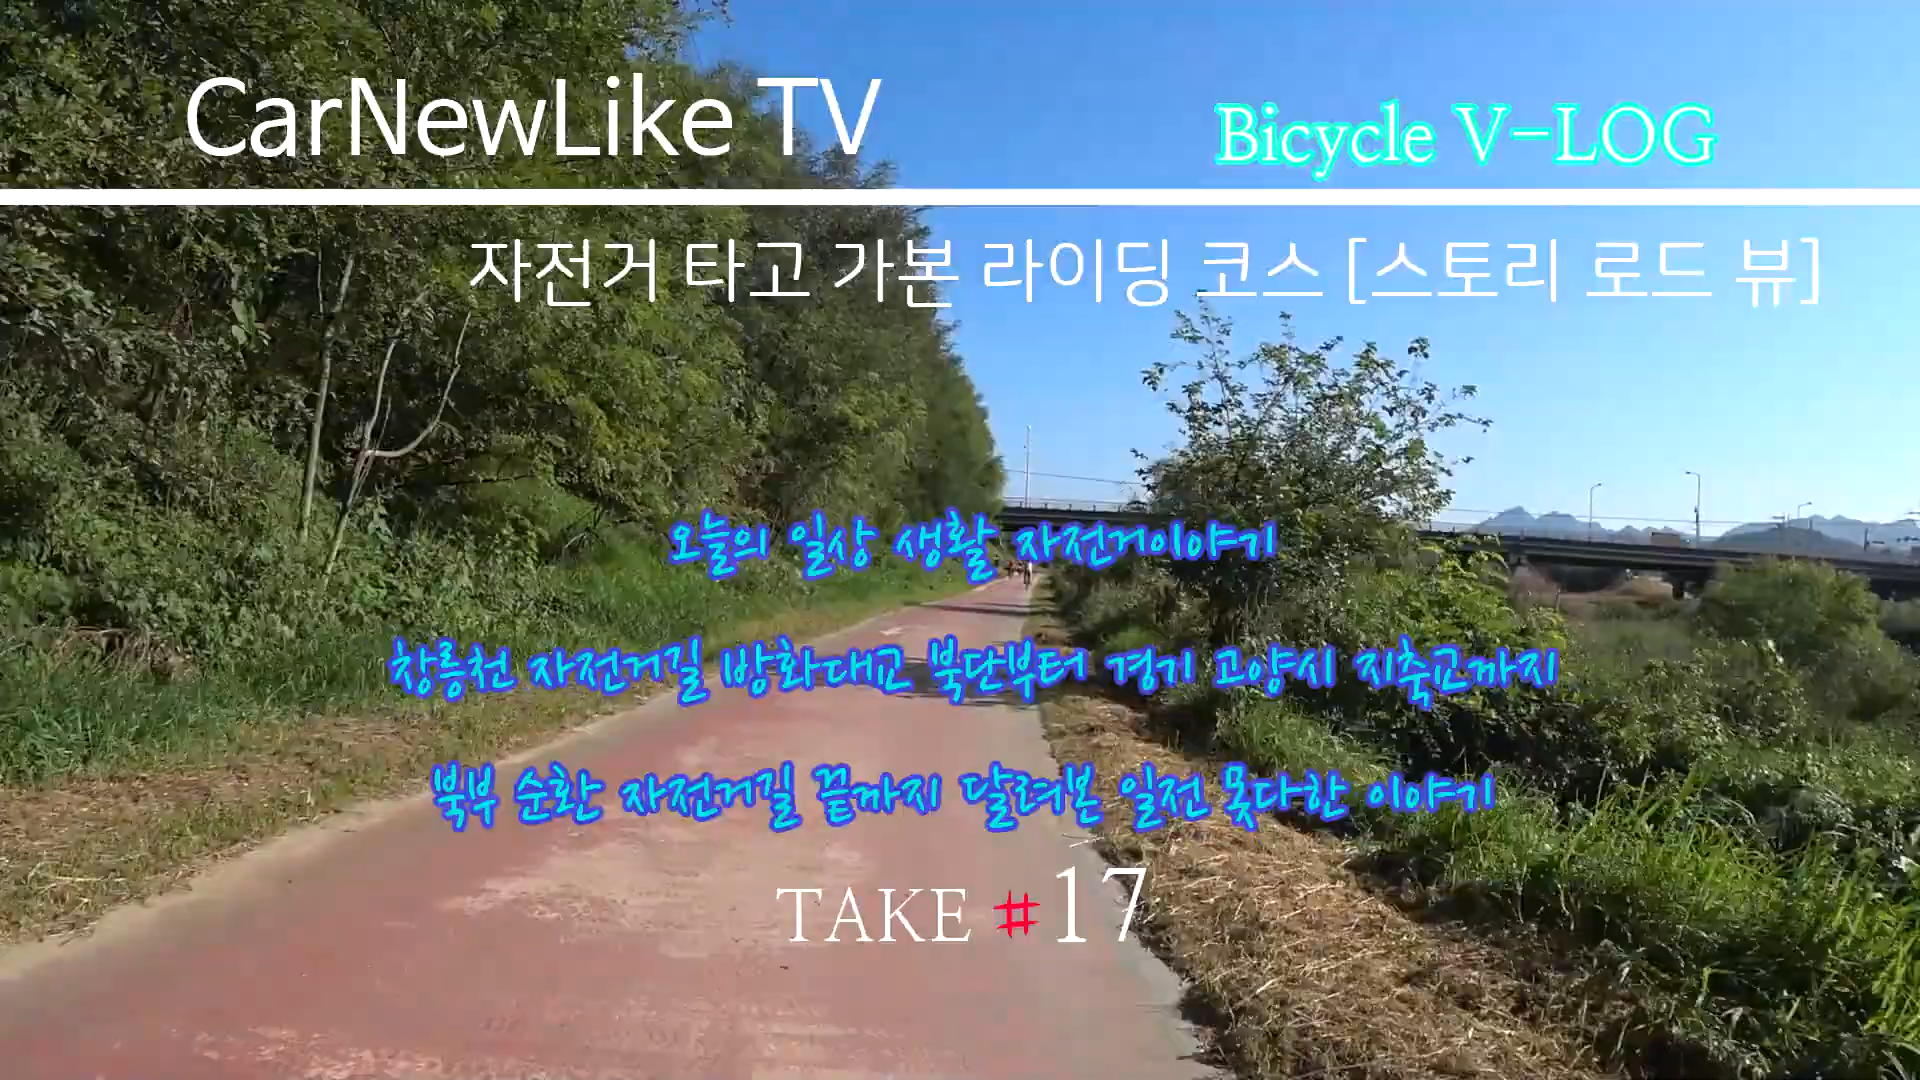 CarNewLike TV
Bicycle V-LOG
자전거 타고 가본 라이딩 코스 [스토리 로드 뷰]
오늘의 일상 생활 자전거이야기
창릉천 자전거길 방화대교 북단부터 경기 고양시 지축교까지
북부 순환 자전거길 끝까지 달려본 일전 못다한 이야기
TAKE #17